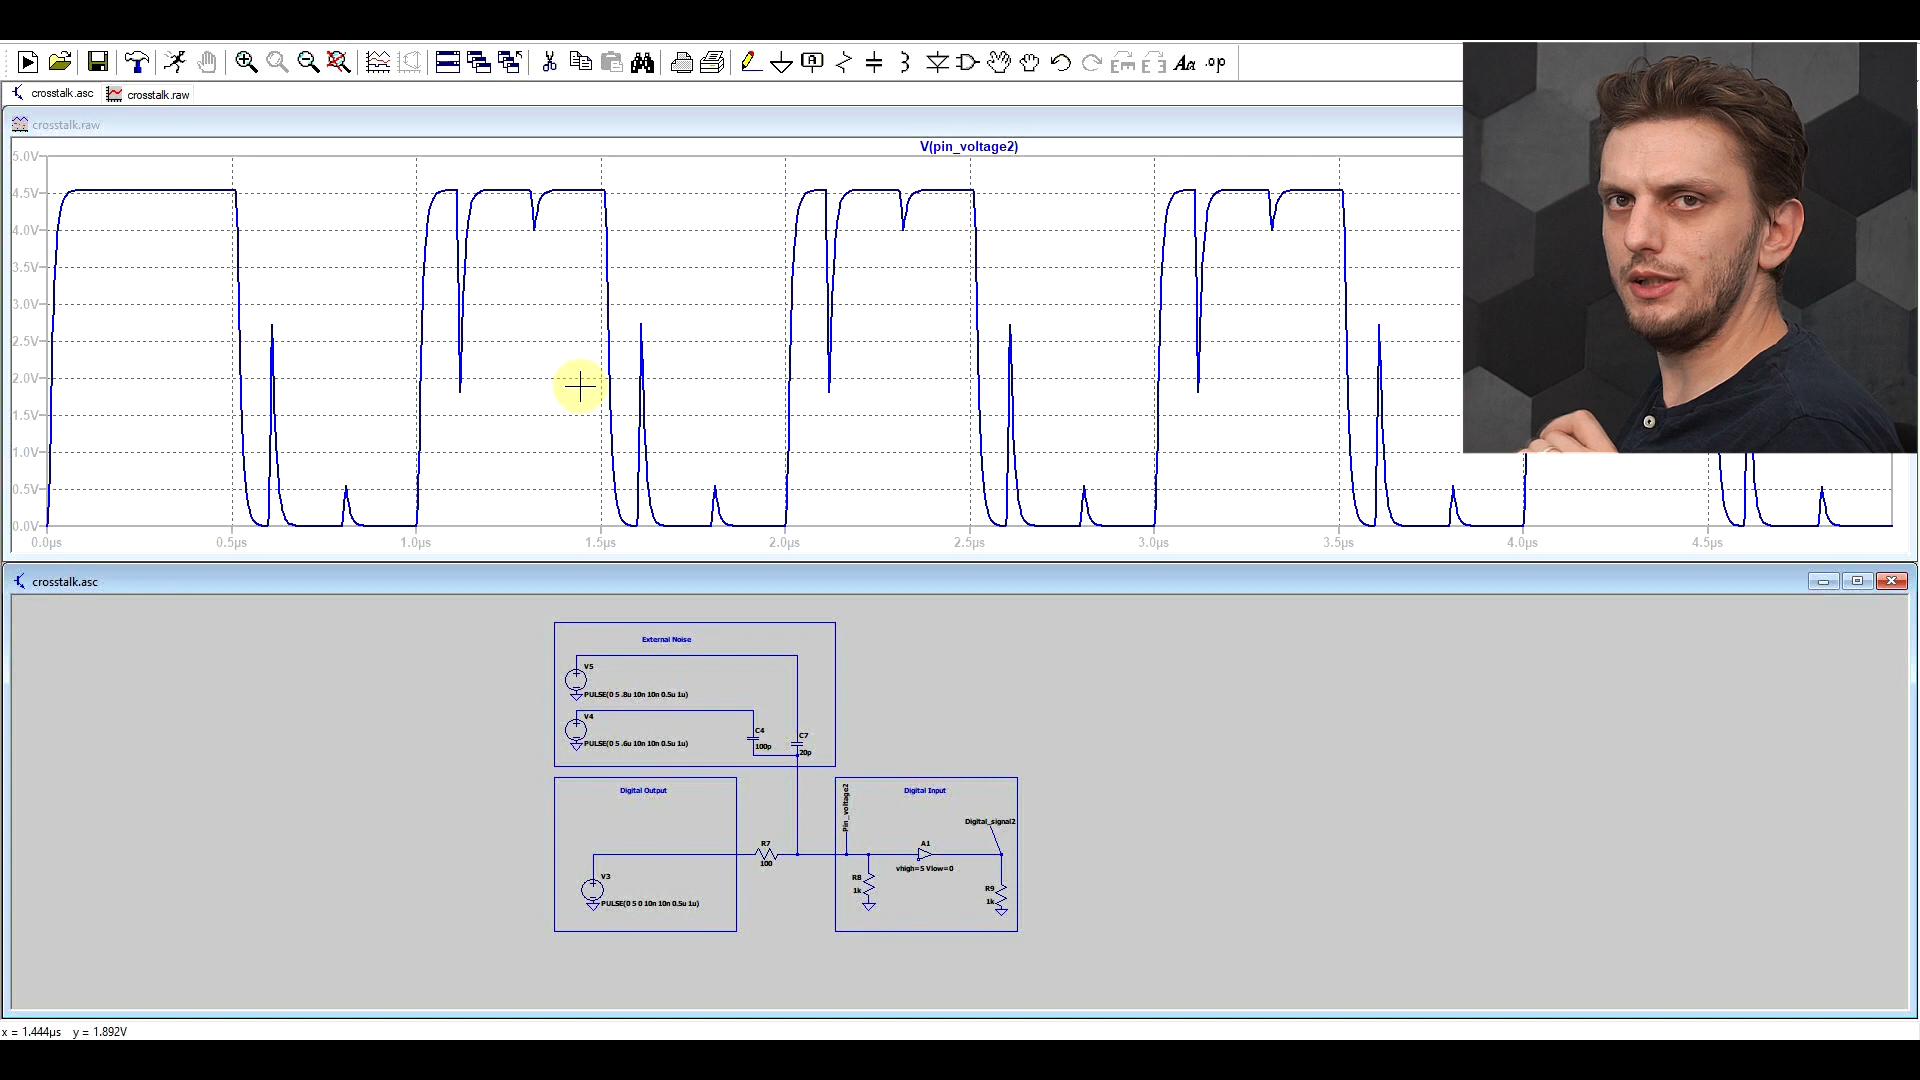 Aa .op
crosstalk.asc crosstalk.raw
crosstalk.raw
V(pin_voltage2)
5.0V
4.5V
4.0V
3.5V
3.0V
2.5V
2.0V
1.5V
1.0V
0.5V
0.0V
0.0µs 0.5µs 1.0µs 1.5µs 2.0µs 2.5µs 3.0µs 3.5µs 4.0µs 4.5µs
crosstalk.asc
External Noise
V5
PULSE(0 5 .8u 10n 10n 0.5u 1u)
V4
PULSE(0 5 .6u 10n 10n 0.5u 1u)
C4
100p
C7
20p
Digital Output
V3
PULSE(0 5 0 10n 10n 0.5u 1u)
R7
100
Digital Input
Pin_voltage2
Digital_signal2
A1
vhigh=5 Vlow=0
R8
1k
R9
1k
x = 1.444µs y = 1.892V